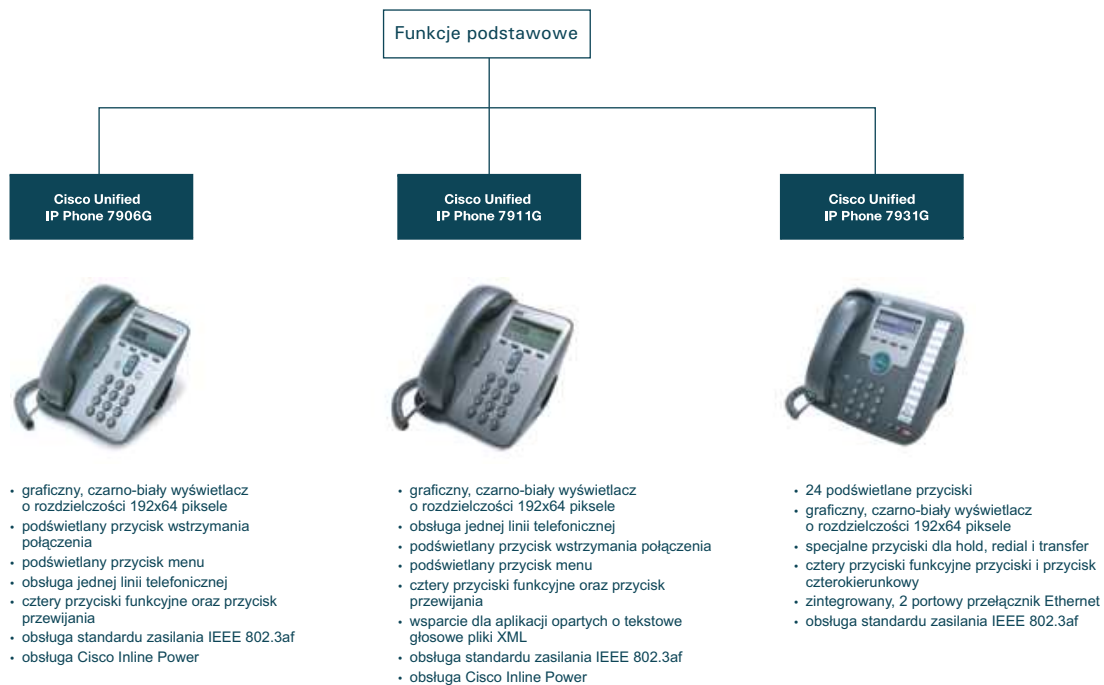 Funkcje podstawowe
Cisco Unified
IP Phone 7906G
Cisco Unified
IP Phone 7911G
Cisco Unified
IP Phone 7931G
• graficzny, czarno-biały wyświetlacz
o rozdzielczości 192x64 piksele
• podświetlany przycisk wstrzymania
połączenia
• podświetlany przycisk menu
• obsługa jednej linii telefonicznej
• cztery przyciski funkcyjne oraz przycisk
przewijania
• obsługa standardu zasilania IEEE 802.3af
• obsługa Cisco Inline Power
• graficzny, czarno-biały wyświetlacz
o rozdzielczości 192x64 piksele
• obsługa jednej linii telefonicznej
• podświetlany przycisk wstrzymania połączenia
• podświetlany przycisk menu
• cztery przyciski funkcyjne oraz przycisk
przewijania
• wsparcie dla aplikacji opartych o tekstowe
głosowe pliki XML
• obsługa standardu zasilania IEEE 802.3af
• obsługa Cisco Inline Power
• 24 podświetlane przyciski
• graficzny, czarno-biały wyświetlacz
o rozdzielczości 192x64 piksele
• specjalne przyciski dla hold, redial i transfer
• cztery przyciski funkcyjne przyciski i przycisk
czterokierunkowy
• zintegrowany, 2 portowy przełącznik Ethernet
• obsługa standardu zasilania IEEE 802.3af